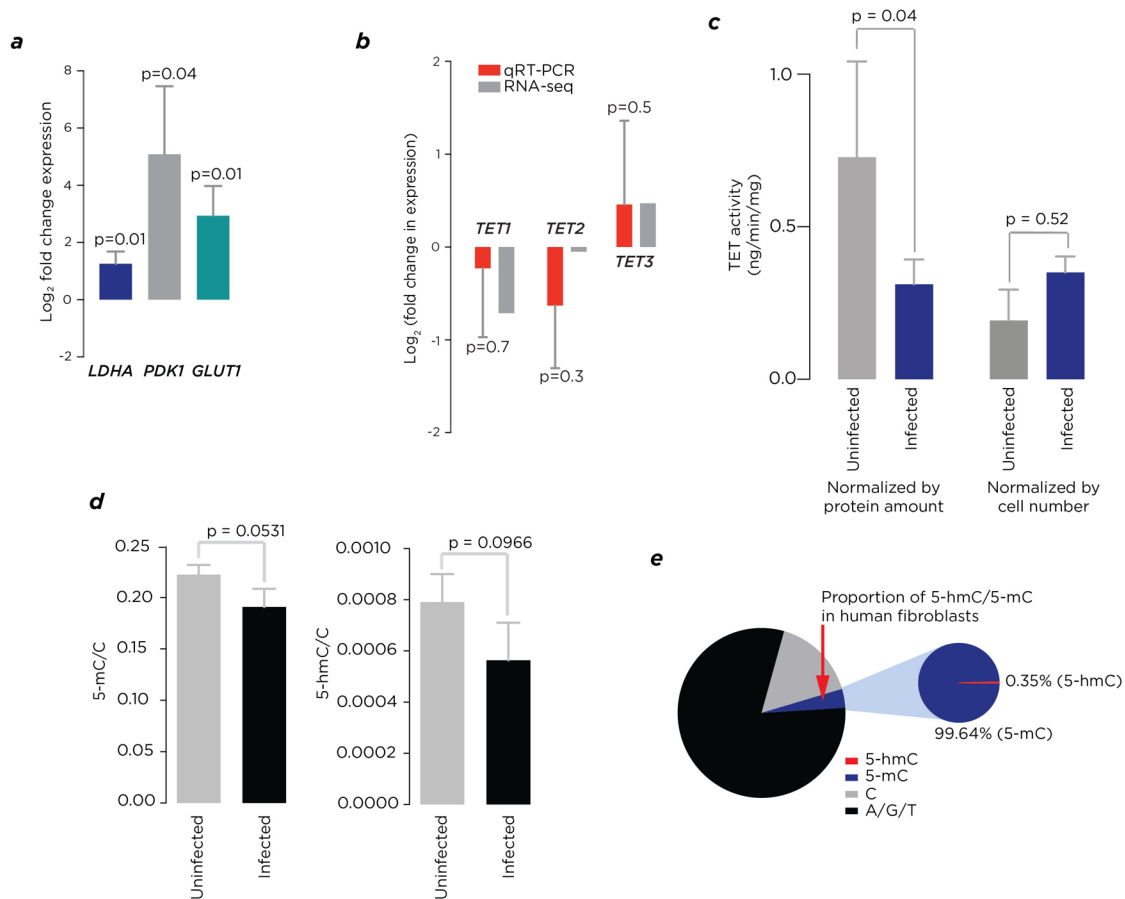 a
Log2 fold change expression
8
6
4
2
0
-2
p=0.01
p=0.04
p=0.01
LDHA PDK1 GLUT1
b
Log2 (fold change in expression)
2
1
0
-1
-2
qRT-PCR
RNA-seq
TET1
TET2
TET3
p=0.7
p=0.3
p=0.5
c
TET activity
(ng/min/mg)
1.0
0.5
0.0
p = 0.04
p = 0.52
Uninfected
Infected
Uninfected
Infected
Normalized by
protein amount
Normalized by
cell number
d
5-mC/C
0.25
0.20
0.15
0.10
0.05
0.00
p = 0.0531
Uninfected
Infected
5-hmC/C
0.0010
0.0008
0.0006
0.0004
0.0002
0.0000
p = 0.0966
Uninfected
Infected
e
Proportion of 5-hmC/5-mC
in human fibroblasts
0.35% (5-hmC)
99.64% (5-mC)
5-hmC
5-mC
C
A/G/T